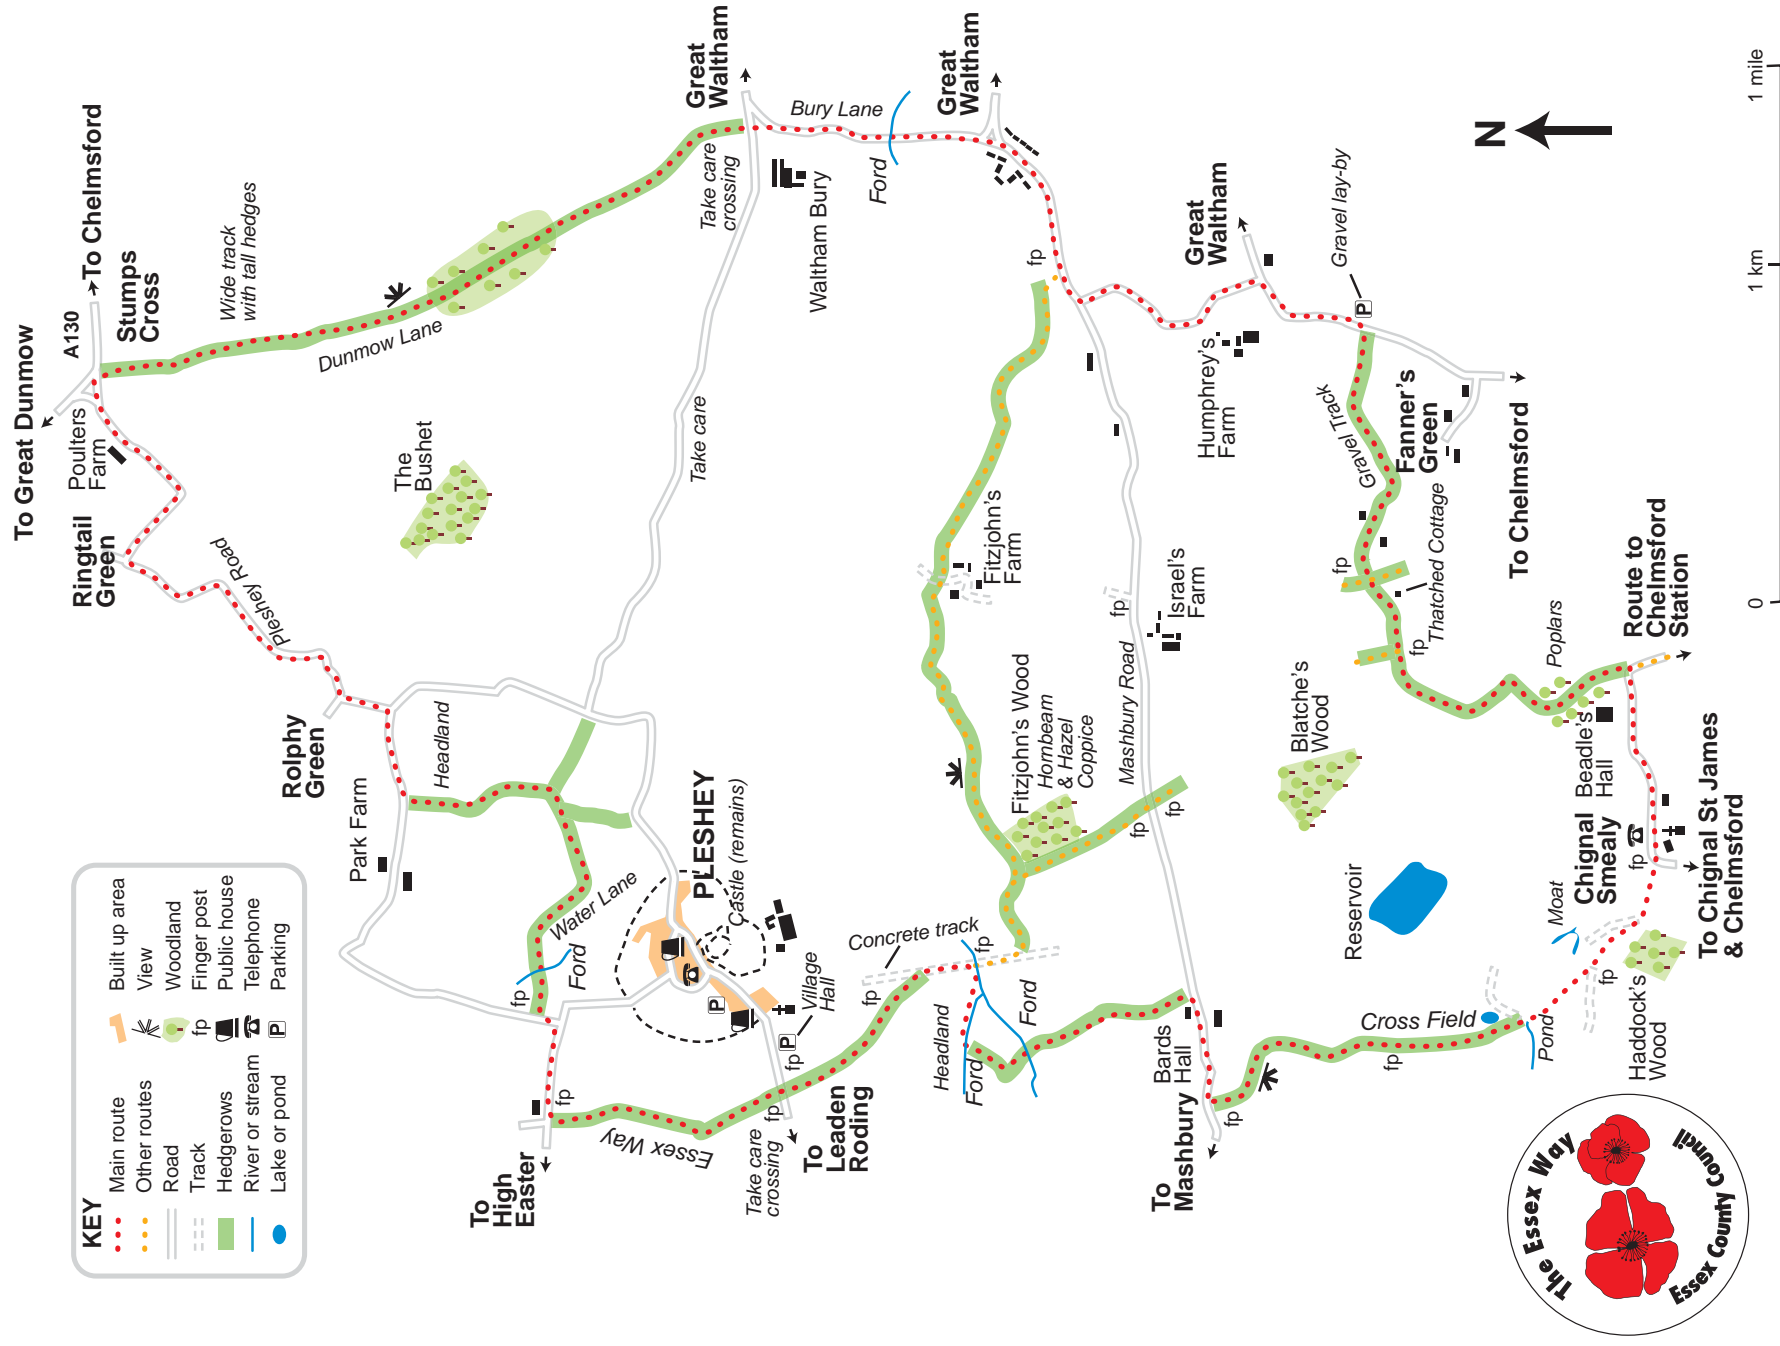 KEY
Main route
Other routes
Road
Track
Hedgerows
River or stream
Lake or pond
Built up area
View
Woodland
fp Finger post
Public house
Telephone
P Parking
To Great Dunmow
A130
To Chelmsford
Stumps
Cross
Poulters
Farm
Ringtail
Green
Wide track
with tall hedges
Dunmow Lane
Pleshey Road
The
Bushet
Rolphy
Green
Park Farm
Headland
Great
Waltham
Take care
crossing
Bury Lane
Waltham Bury
Ford
Great
Waltham
Take care
PLESHEY
Castle (remains)
Water Lane
Ford
fp
fp
To
High
Easter
Essex Way
P
P
fp
fp
Village
Hall
Take care
crossing
To
Leaden
Roding
Concrete track
fp
fp
Headland
Ford
Ford
fp
Fitzjohn's
Farm
Fitzjohn's Wood
Hornbeam
& Hazel
Coppice
Mashbury Road
fp
fp
fp
Israel's
Farm
Great
Waltham
Humphrey's
Farm
Gravel lay-by
P
Gravel Track
Fanner's
Green
To Chelmsford
Thatched Cottage
fp
fp
Blatche's
Wood
Poplars
Route to
Chelmsford
Station
Beadle's
Hall
Chignal
Smealy
fp
To Chignal St James
& Chelmsford
Reservoir
Moat
fp
Haddock's
Wood
Pond
Cross Field
fp
Bards
Hall
fp
To
Mashbury
N
0
1 km
1 mile
The Essex Way
Essex County Council